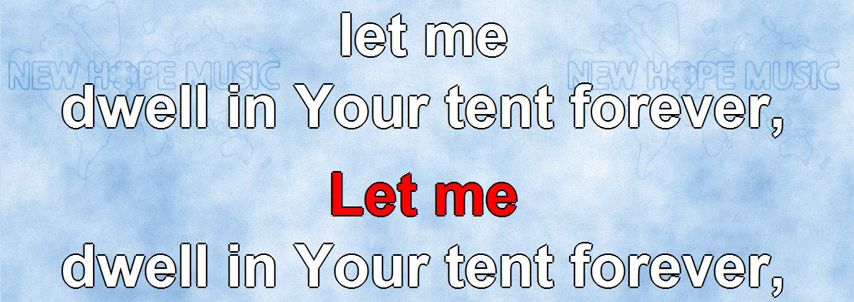 let me
NEW HOPE MUSIC NEW HOPE MUSIC
dwell in Your tent forever,
Let me
dwell in Your tent forever,